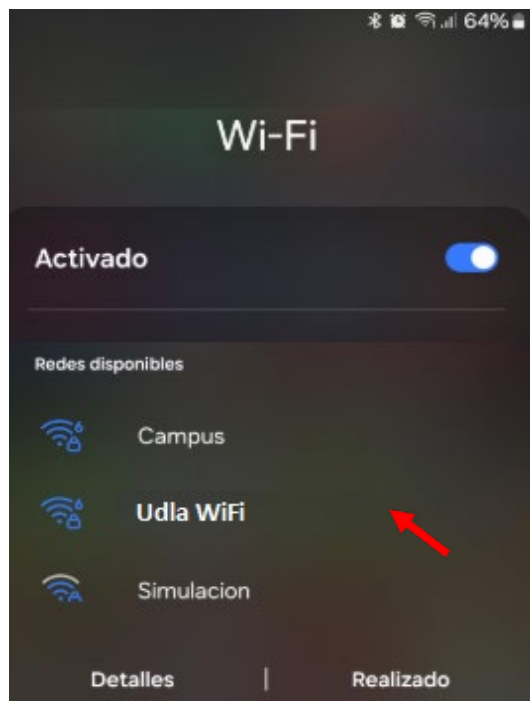 64%
Wi-Fi
Activado
Redes disponibles
Campus
Udla WiFi
Simulacion
Detalles | Realizado